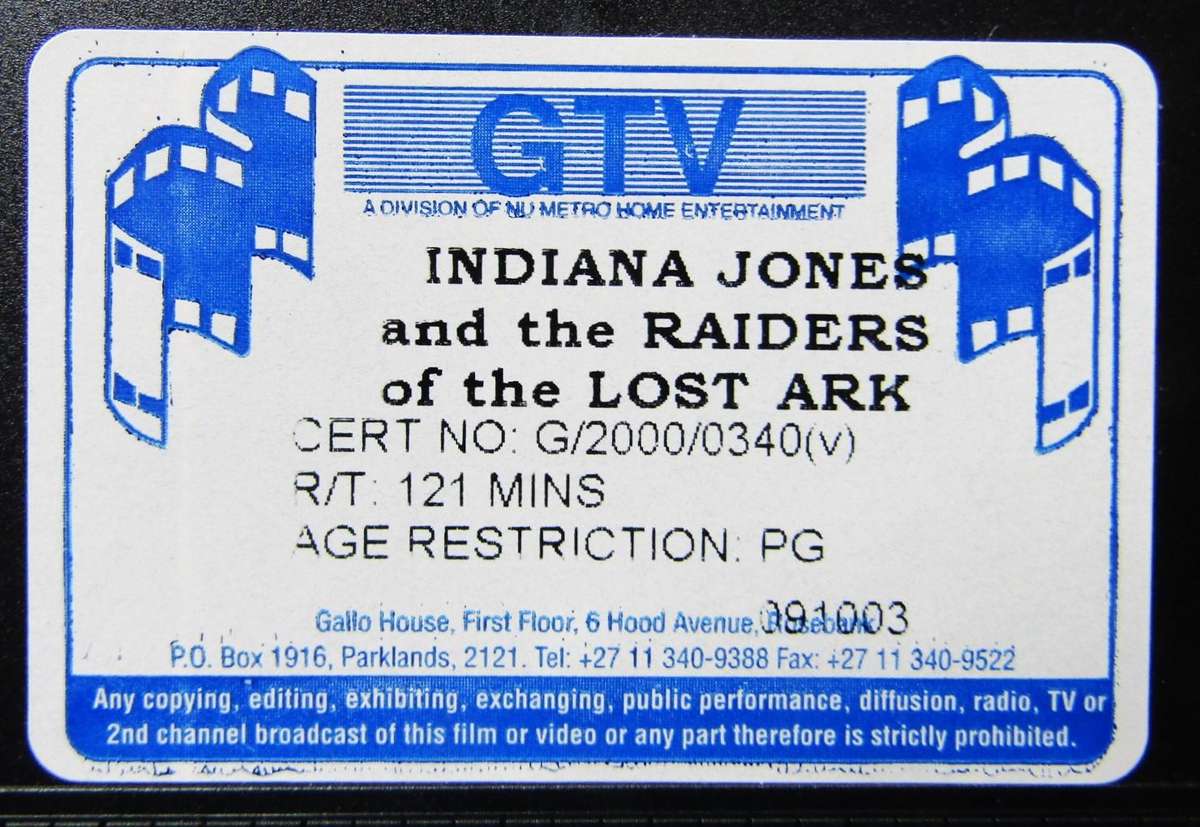 GTV
A DIVISION OF NU METRO HOME ENTERTAINMENT
INDIANA JONES
and the RAIDERS
of the LOST ARK
CERT NO: G/2000/0340(v)
R/T: 121 MINS
AGE RESTRICTION: PG
091003
Gallo House, First Floor, 6 Hood Avenue, Rosebank
P.O. Box 1916, Parklands, 2121. Tel: +27 11 340-9388 Fax: +27 11 340-9522
Any copying, editing, exhibiting, exchanging, public performance, diffusion, radio, TV or
2nd channel broadcast of this film or video or any part therefore is strictly prohibited.